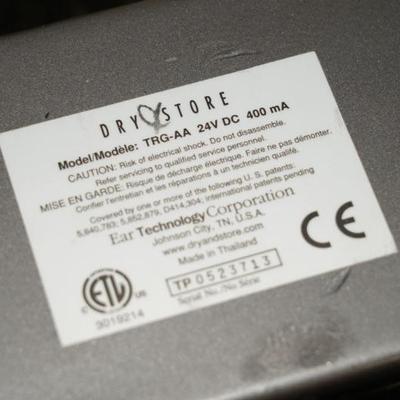 DRY & STORE
Model/Modèle: TRG-AA 24V DC 400 mA
CAUTION: Risk of electrical shock. Do not disassemble.
Refer servicing to qualified service personnel.
MISE EN GARDE: Risque de décharge électrique. Faire ne pas démonter.
Confier l'entretien et les réparations à un technicien qualifié.
Covered by one or more of the following U.S. patents:
5,640,783; 5,852,879, D414,304; international patents pending
Ear Technology Corporation
Johnson City, TN, U.S.A.
www.dryandstore.com
Made in Thailand
CE
TP 0523713
Serial No./No Série
ETL US
3019214